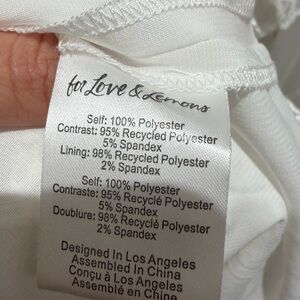 for Love & Lemons
Self: 100% Polyester
Contrast: 95% Recycled Polyester
5% Spandex
Lining: 98% Recycled Polyester
2% Spandex
Self: 100% Polyester
Contraste: 95% Recyclé Polyester
5% Spandex
Doublure: 98% Recyclé Polyester
2% Spandex
Designed In Los Angeles
Assembled In China
Conçu à Los Angeles
Assemblé en Chine